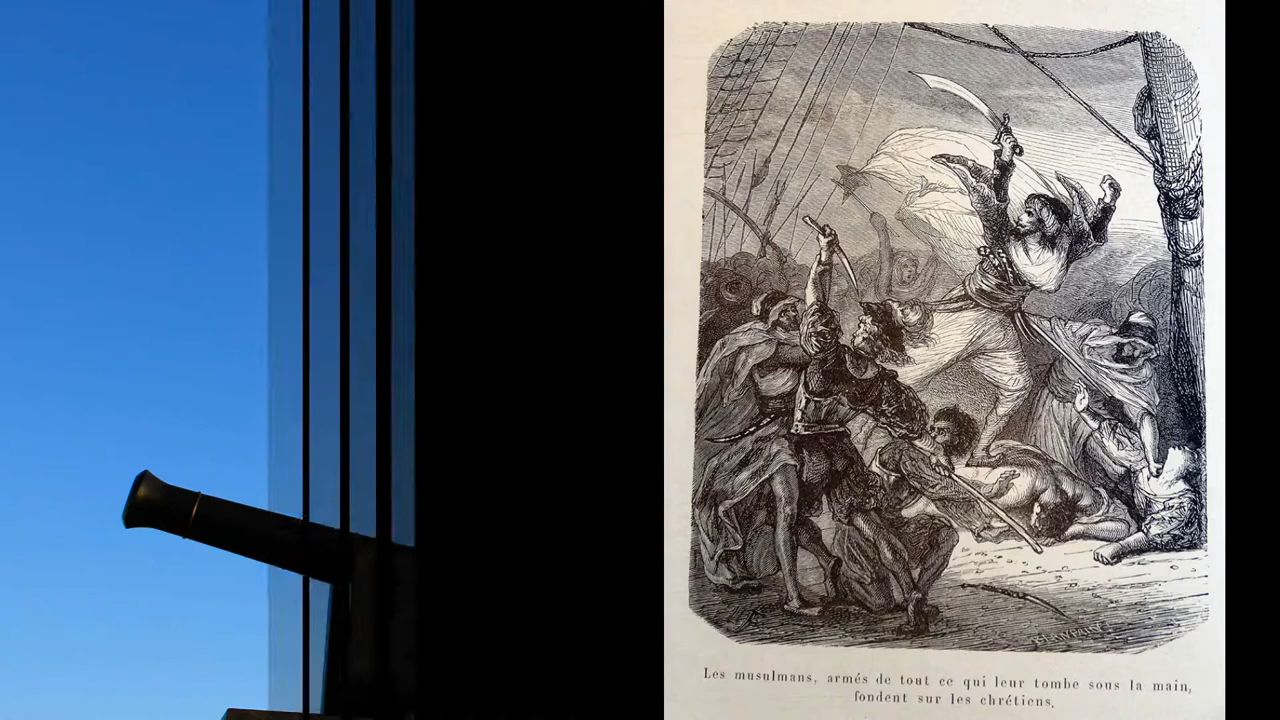 Les musulmans, armés de tout ce qui leur tombe sous la main,
fondent sur les chrétiens.